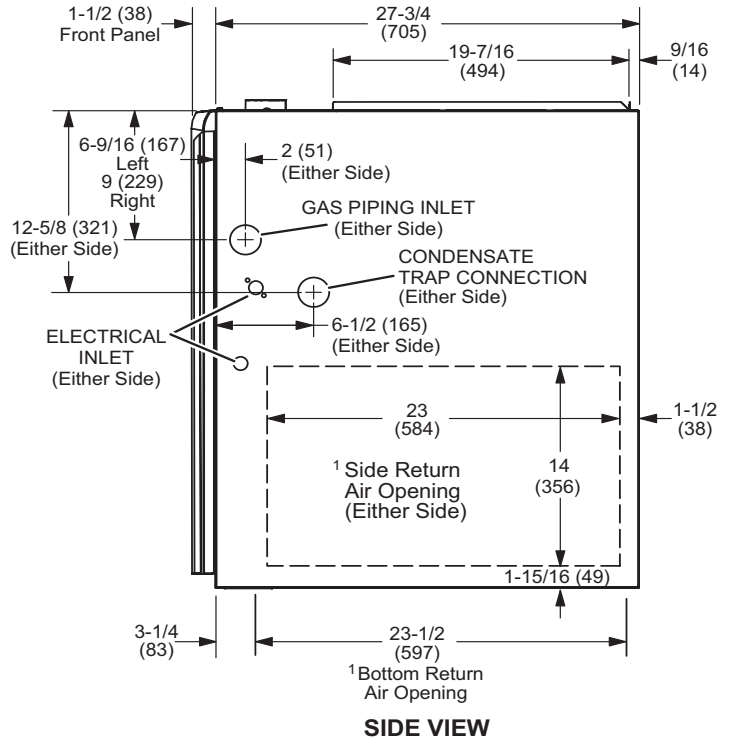 1-1/2 (38)
Front Panel
27-3/4
(705)
19-7/16
(494)
9/16
(14)
6-9/16 (167)
Left
9 (229)
Right
2 (51)
(Either Side)
12-5/8 (321)
(Either Side)
GAS PIPING INLET
(Either Side)
CONDENSATE
TRAP CONNECTION
(Either Side)
6-1/2 (165)
(Either Side)
ELECTRICAL
INLET
(Either Side)
23
(584)
1-1/2
(38)
1 Side Return
Air Opening
(Either Side)
14
(356)
1-15/16 (49)
3-1/4
(83)
23-1/2
(597)
1 Bottom Return
Air Opening
SIDE VIEW